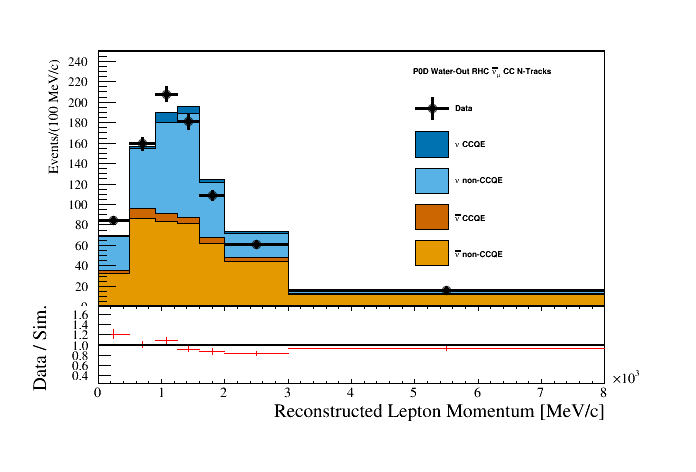 P0D Water-Out RHC ν̅μ CC N-Tracks
Data
ν CCQE
ν non-CCQE
ν̅ CCQE
ν̅ non-CCQE
Events/(100 MeV/c)
240
220
200
180
160
140
120
100
80
60
40
20
0
Data / Sim.
1.6
1.4
1.2
1.0
0.8
0.6
0.4
0 1 2 3 4 5 6 7 8
×10³
Reconstructed Lepton Momentum [MeV/c]